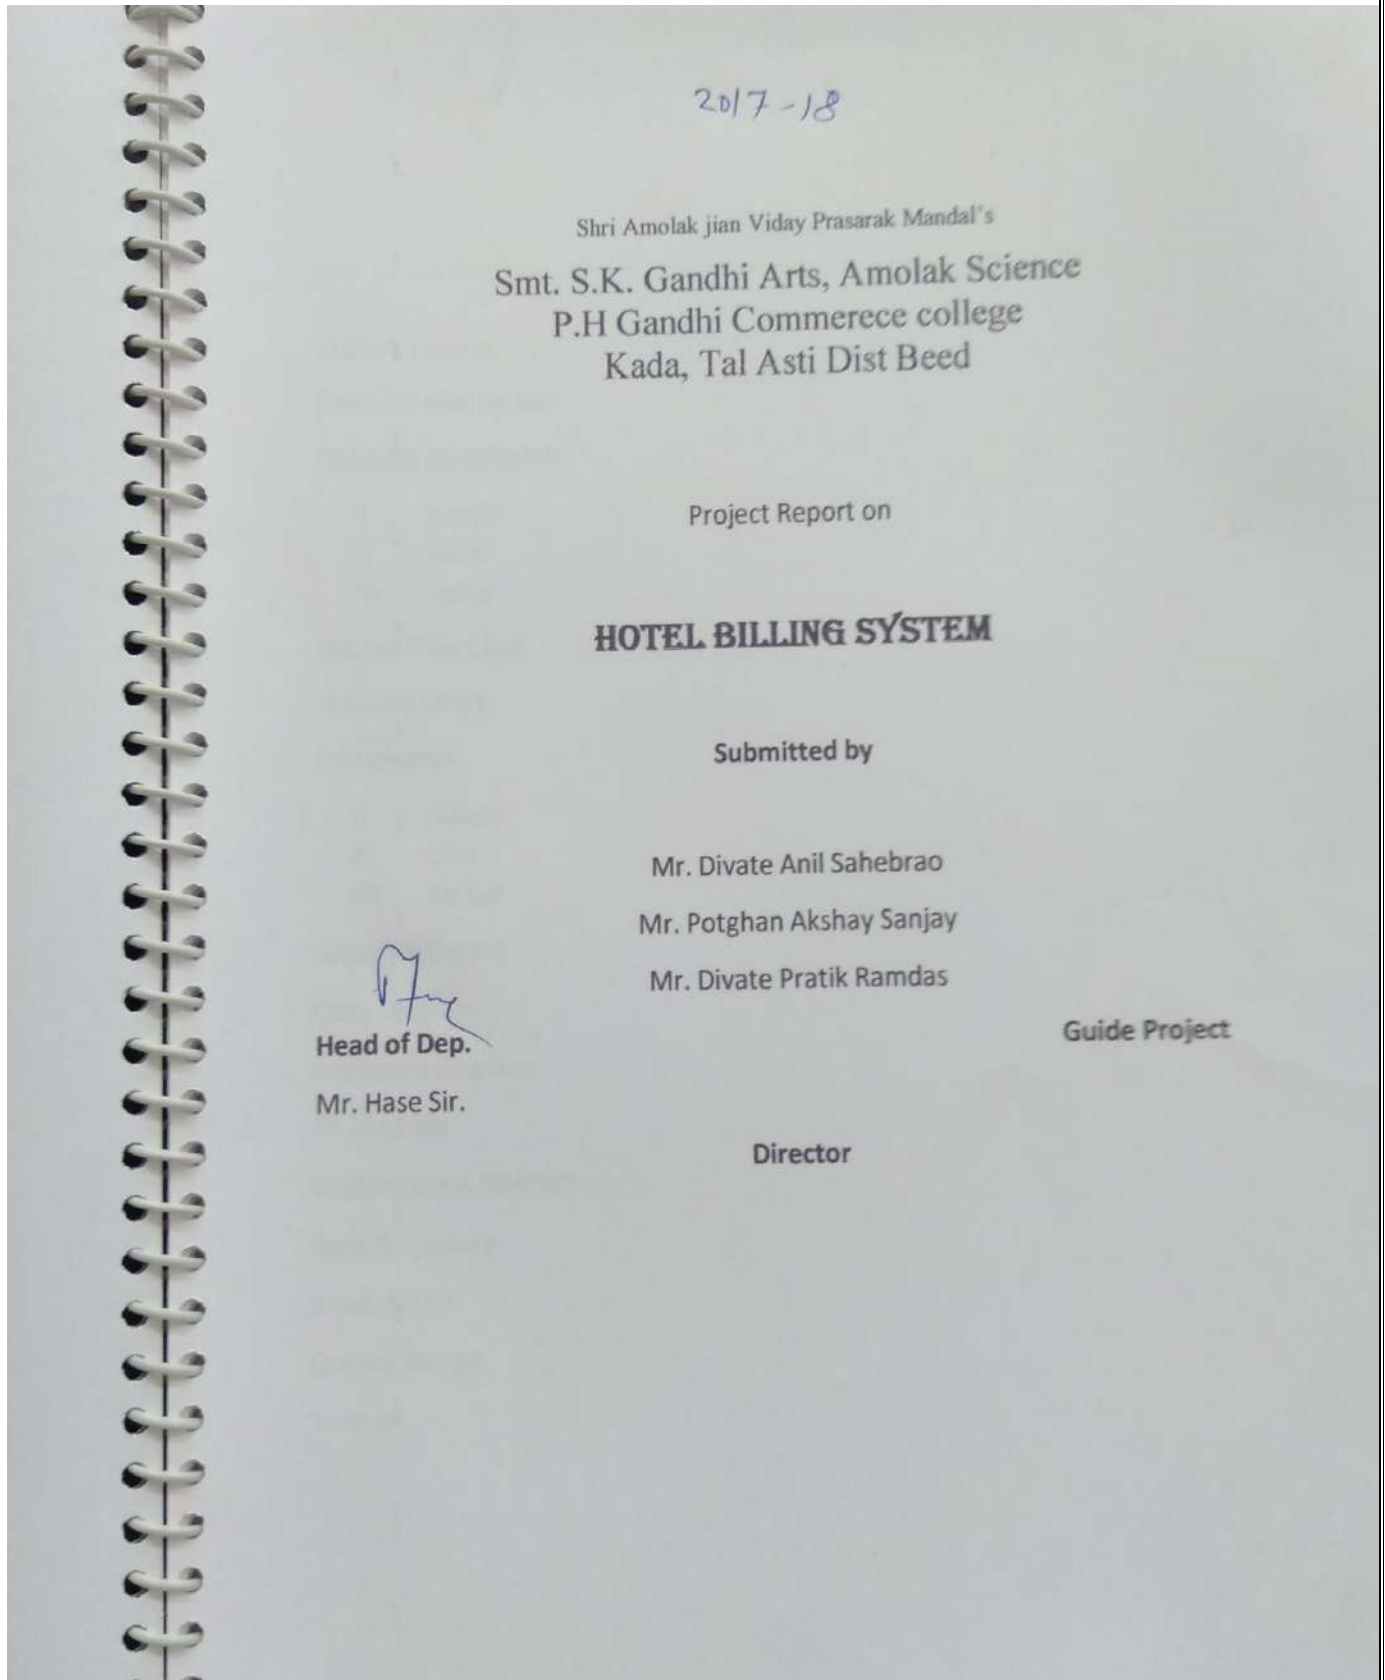 2017-18
Shri Amolak jian Viday Prasarak Mandal's
Smt. S.K. Gandhi Arts, Amolak Science
P.H Gandhi Commerece college
Kada, Tal Asti Dist Beed
Project Report on
HOTEL BILLING SYSTEM
Submitted by
Mr. Divate Anil Sahebrao
Mr. Potghan Akshay Sanjay
Mr. Divate Pratik Ramdas
Head of Dep.
Guide Project
Mr. Hase Sir.
Director